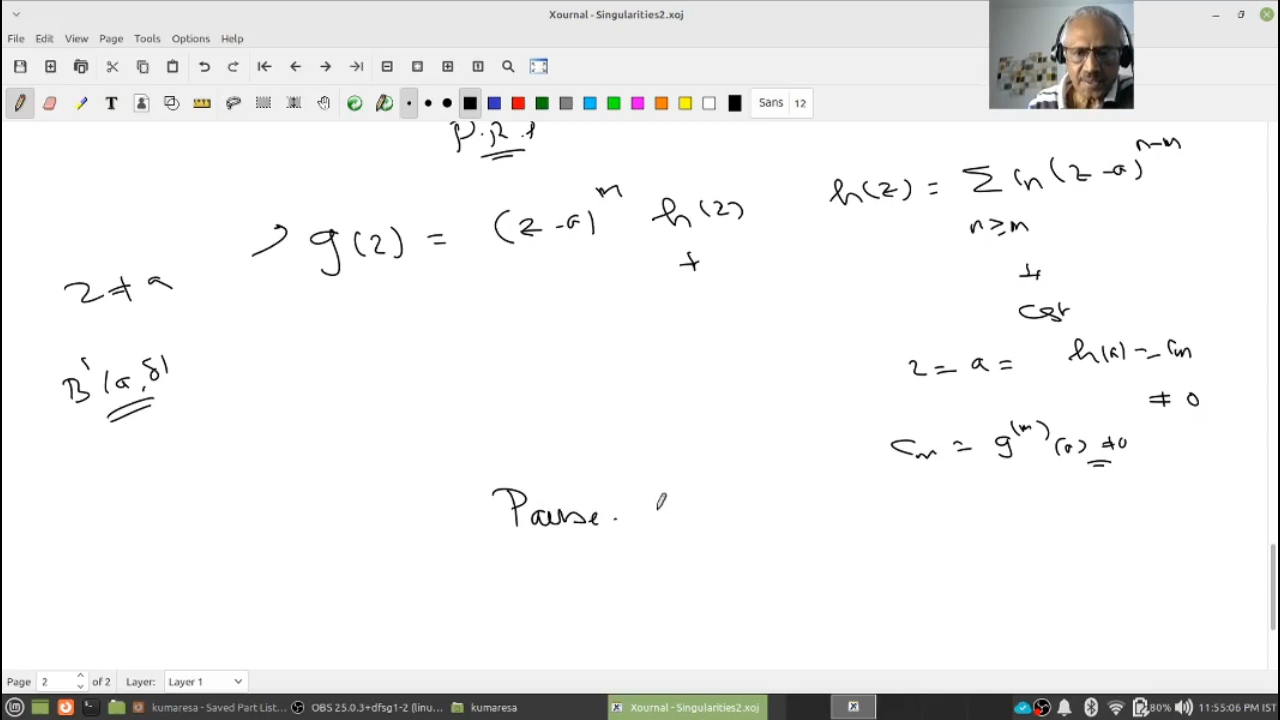 Xournal - Singularities2.xoj
File Edit View Page Tools Options Help
Sans 12
g(z) = (z-a)^m h(z)
h(z) = Σ cn (z-a)^n-m
n≥m
z≠a
B'(a,δ)
z = a = h(a) = cm
≠ 0
cm = g^(m)(a) ≠0
Pause.
Page 2 of 2 Layer: Layer 1
kumaresa - Saved Part List... OBS 25.0.3+dfsg1-2 (linu... kumaresa Xournal - Singularities2.xoj 80% 11:55:06 PM IST